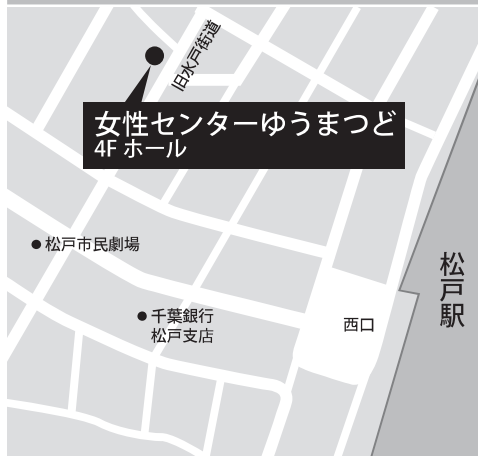 旧水戸街道
女性センターゆうまつど
4F ホール
松戸市民劇場
千葉銀行
松戸支店
西口
松戸駅